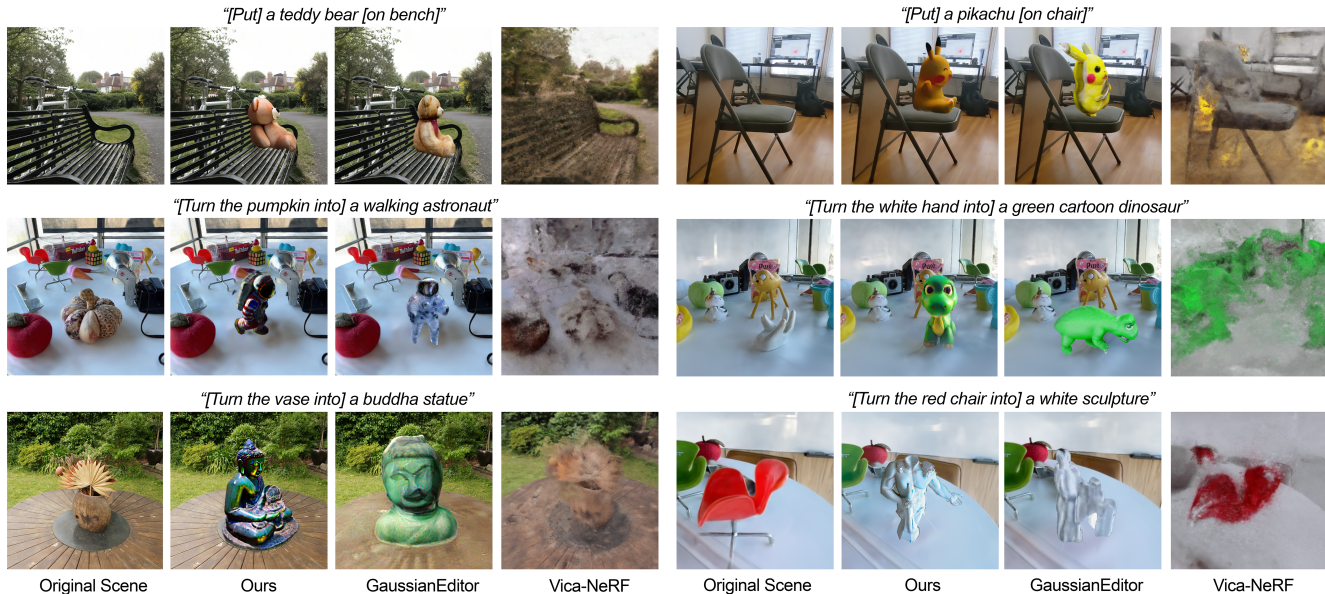 “[Put] a teddy bear [on bench]”
“[Put] a pikachu [on chair]”
“[Turn the pumpkin into] a walking astronaut”
“[Turn the white hand into] a green cartoon dinosaur”
“[Turn the vase into] a buddha statue”
“[Turn the red chair into] a white sculpture”
Original Scene
Ours
GaussianEditor
Vica-NeRF
Original Scene
Ours
GaussianEditor
Vica-NeRF